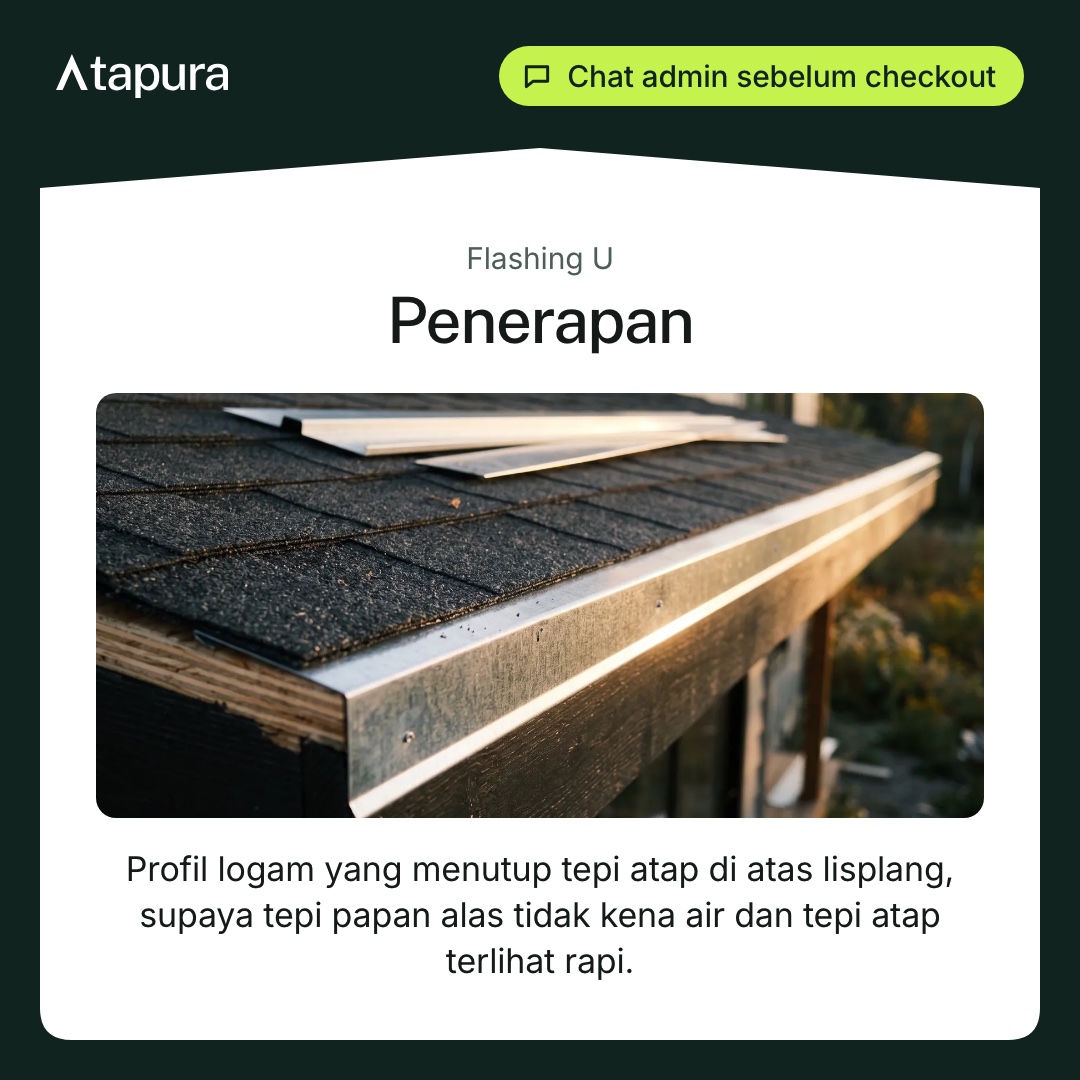 Atapura
Chat admin sebelum checkout
Flashing U
Penerapan
Profil logam yang menutup tepi atap di atas lisplang,
supaya tepi papan alas tidak kena air dan tepi atap
terlihat rapi.